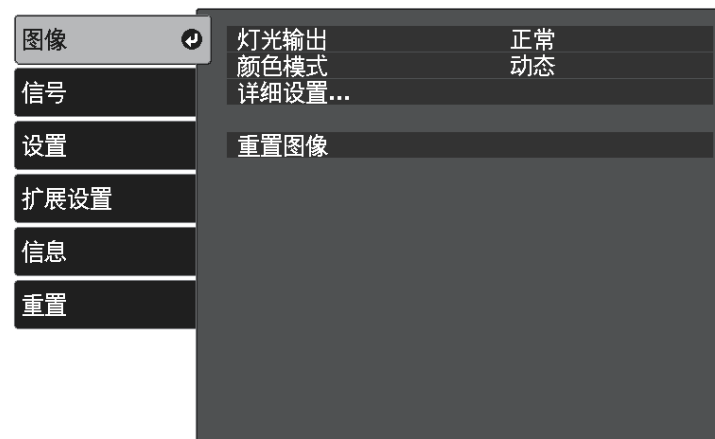 图像
信号
设置
扩展设置
信息
重置
灯光输出 正常
颜色模式 动态
详细设置...
重置图像